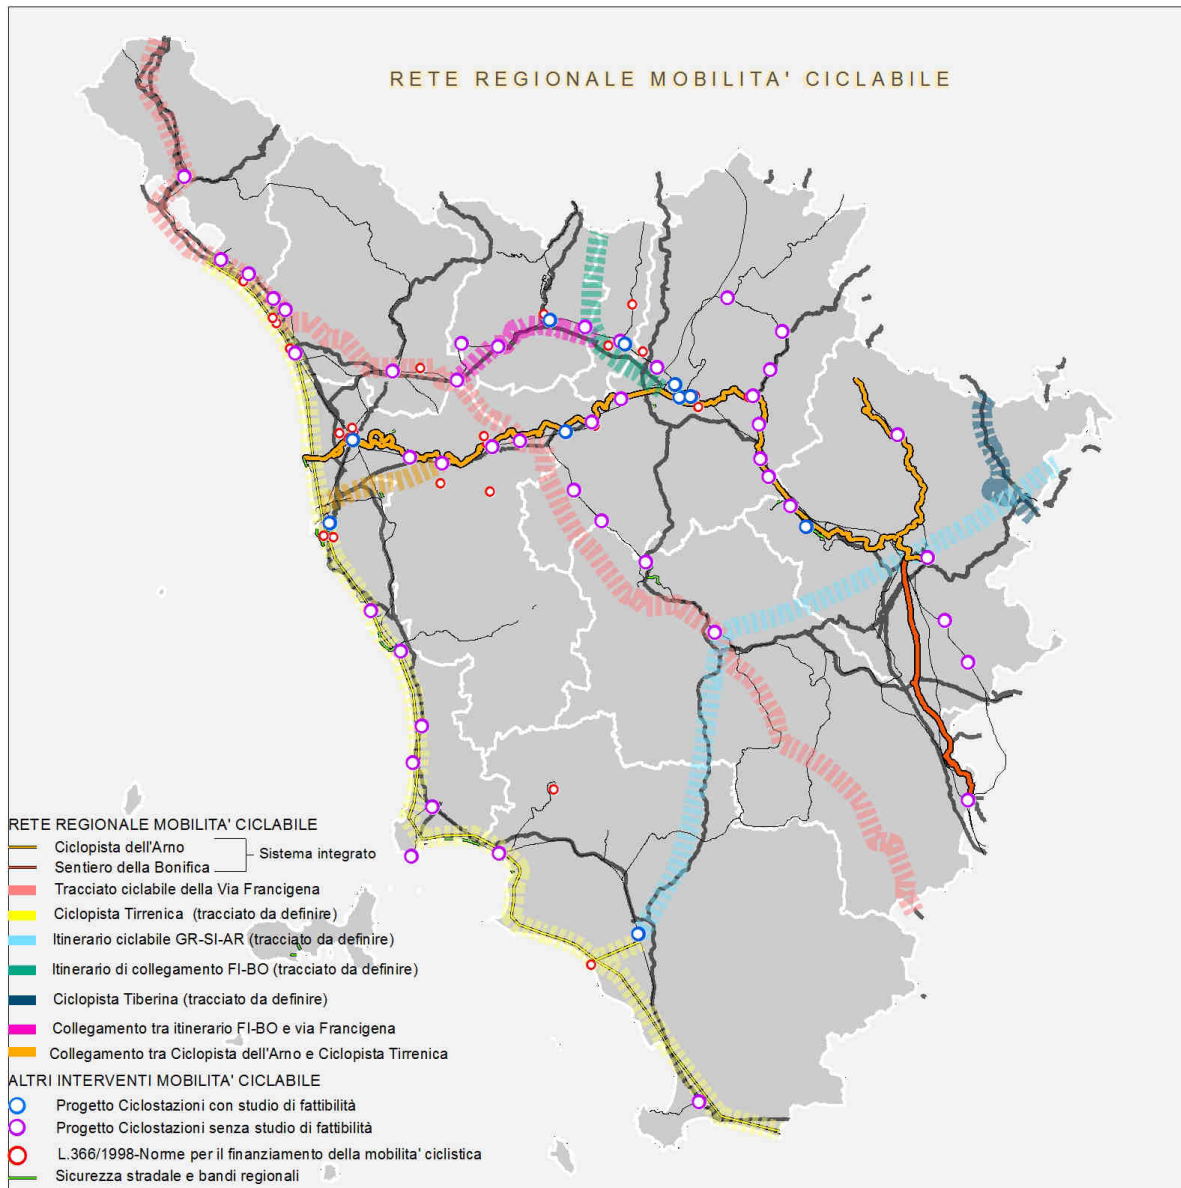 RETE REGIONALE MOBILITA' CICLABILE
RETE REGIONALE MOBILITA' CICLABILE
Ciclopista dell'Arno
Sentiero della Bonifica
Sistema integrato
Tracciato ciclabile della Via Francigena
Ciclopista Tirrenica (tracciato da definire)
Itinerario ciclabile GR-SI-AR (tracciato da definire)
Itinerario di collegamento FI-BO (tracciato da definire)
Ciclopista Tiberina (tracciato da definire)
Collegamento tra itinerario FI-BO e via Francigena
Collegamento tra Ciclopista dell'Arno e Ciclopista Tirrenica
ALTRI INTERVENTI MOBILITA' CICLABILE
Progetto Ciclostazioni con studio di fattibilità
Progetto Ciclostazioni senza studio di fattibilità
L.366/1998-Norme per il finanziamento della mobilita' ciclistica
Sicurezza stradale e bandi regionali